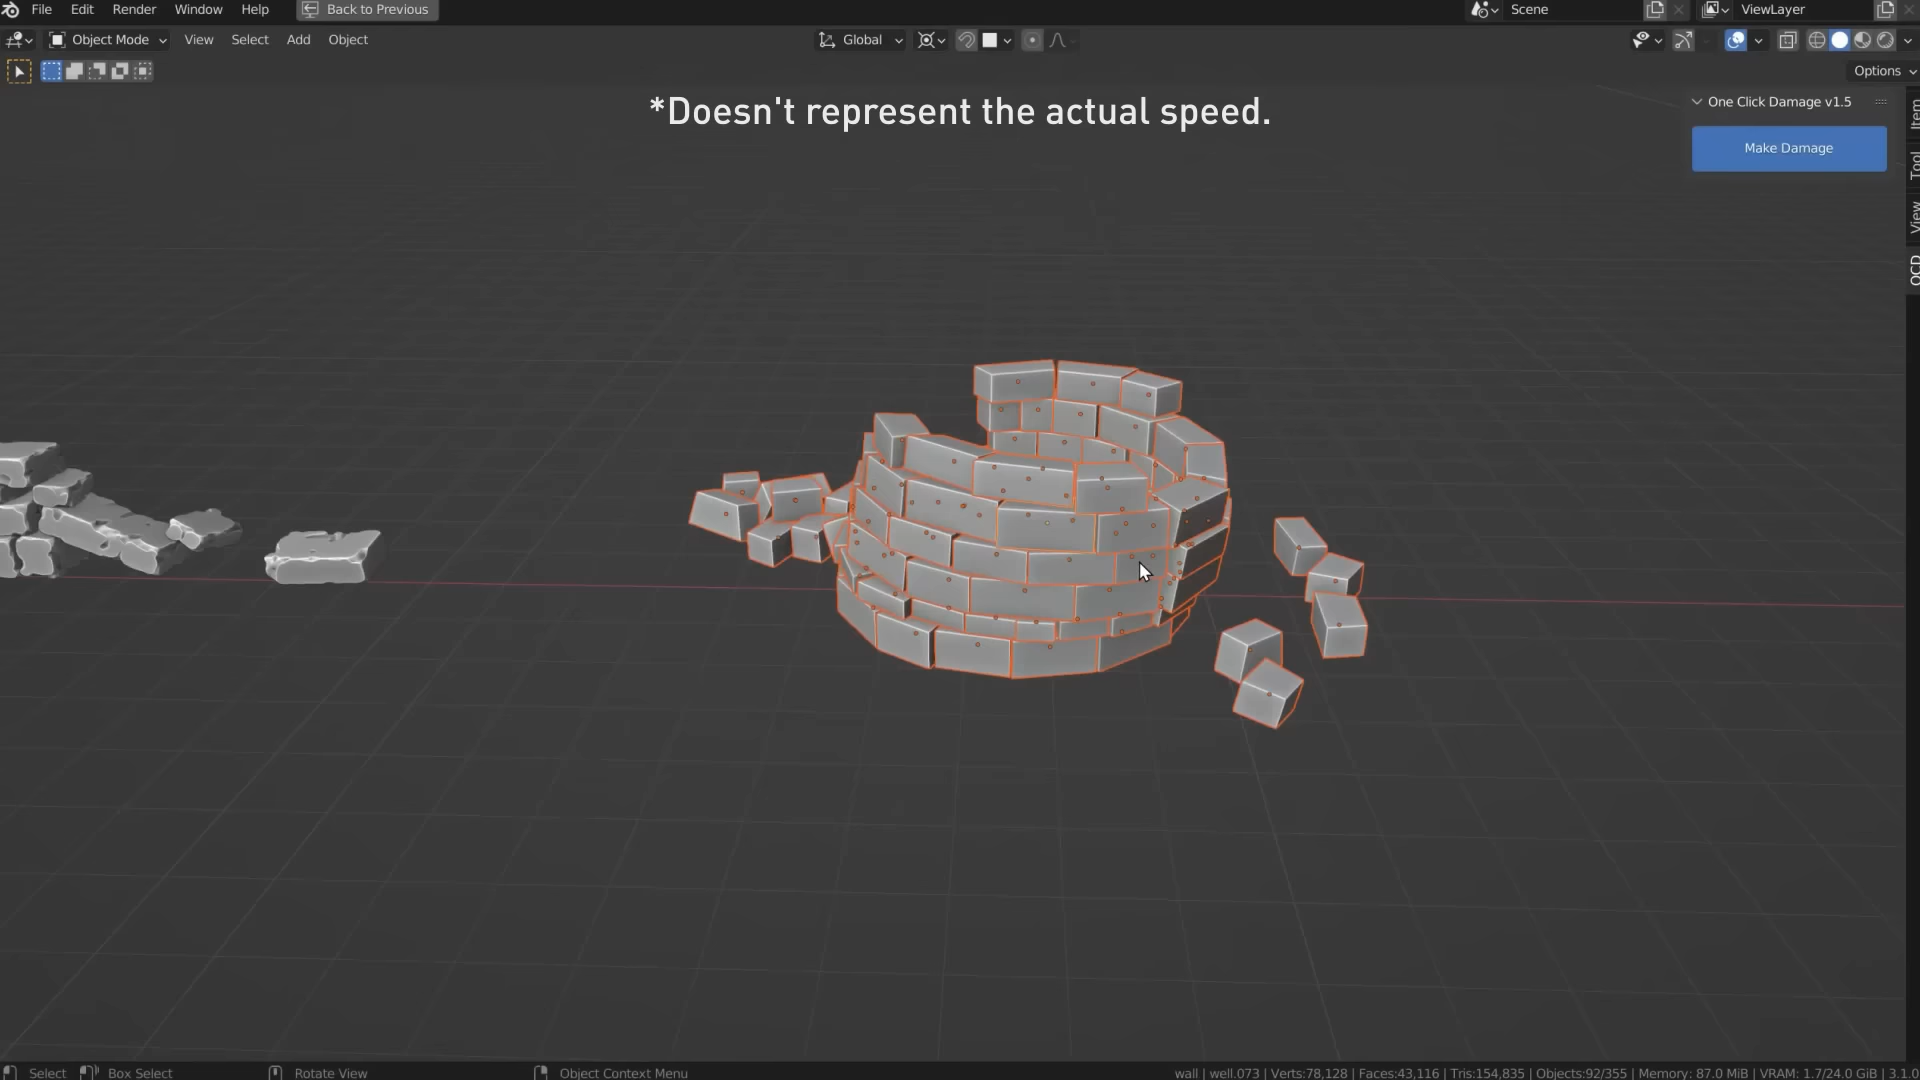 File Edit Render Window Help Back to Previous Scene ViewLayer
Object Mode View Select Add Object Global
Options
*Doesn't represent the actual speed.
One Click Damage v1.5
Make Damage
Item
Tool
View
OCD
Select Box Select Rotate View Object Context Menu wall | well.073 | Verts:78,128 | Faces:43,116 | Tris:154,835 | Objects:92/355 | Memory: 87.0 MiB | VRAM: 1.7/24.0 GiB | 3.1.0